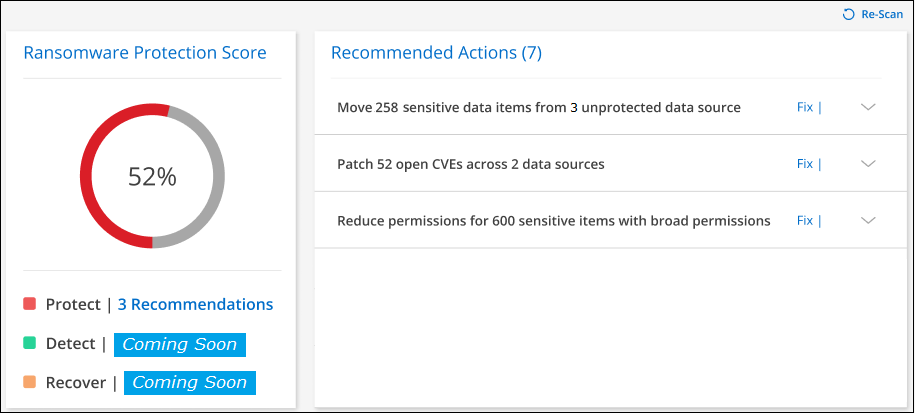 Re-Scan
Ransomware Protection Score
52%
Protect | 3 Recommendations
Detect | Coming Soon
Recover | Coming Soon
Recommended Actions (7)
Move 258 sensitive data items from 3 unprotected data source Fix |
Patch 52 open CVEs across 2 data sources Fix |
Reduce permissions for 600 sensitive items with broad permissions Fix |